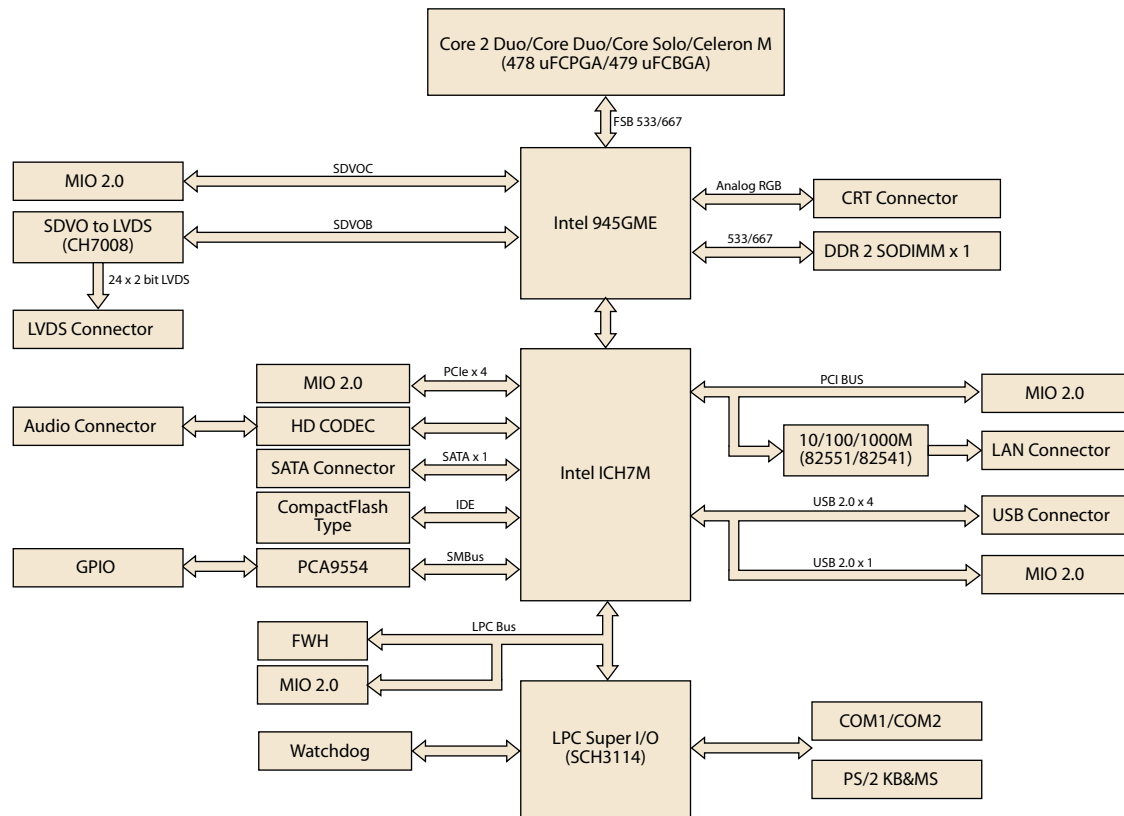 Core 2 Duo/Core Duo/Core Solo/Celeron M
(478 uFCPGA/479 uFCBGA)
FSB 533/667
MIO 2.0
SDVOC
Intel 945GME
Analog RGB
CRT Connector
SDVO to LVDS
(CH7008)
SDVOB
533/667
DDR 2 SODIMM x 1
24 x 2 bit LVDS
LVDS Connector
MIO 2.0
PCIe x 4
Intel ICH7M
PCI BUS
MIO 2.0
Audio Connector
HD CODEC
10/100/1000M
(82551/82541)
LAN Connector
SATA Connector
SATA x 1
CompactFlash
Type
IDE
USB 2.0 x 4
USB Connector
GPIO
PCA9554
SMBus
USB 2.0 x 1
MIO 2.0
FWH
LPC Bus
MIO 2.0
Watchdog
LPC Super I/O
(SCH3114)
COM1/COM2
PS/2 KB&MS